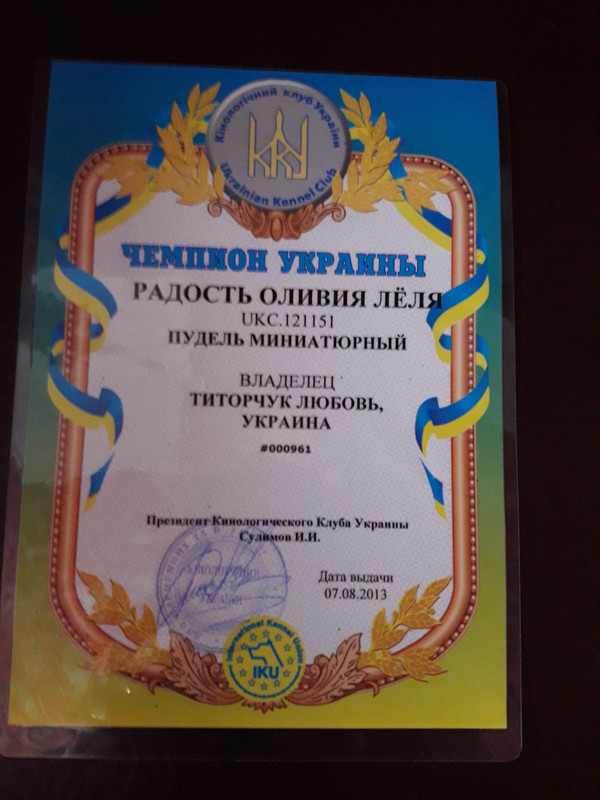 Кінологічний клуб України
ККУ
Ukrainian Kennel Club
ЧЕМПИОН УКРАИНЫ
РАДОСТЬ ОЛИВИЯ ЛЁЛЯ
UKC.121151
ПУДЕЛЬ МИНИАТЮРНЫЙ
ВЛАДЕЛЕЦ
ТИТОРЧУК ЛЮБОВЬ,
УКРАИНА
#000961
Президент Кинологического Клуба Украины
Сулимов И.И.
Дата выдачи
07.08.2013
International Kennel Union
IKU